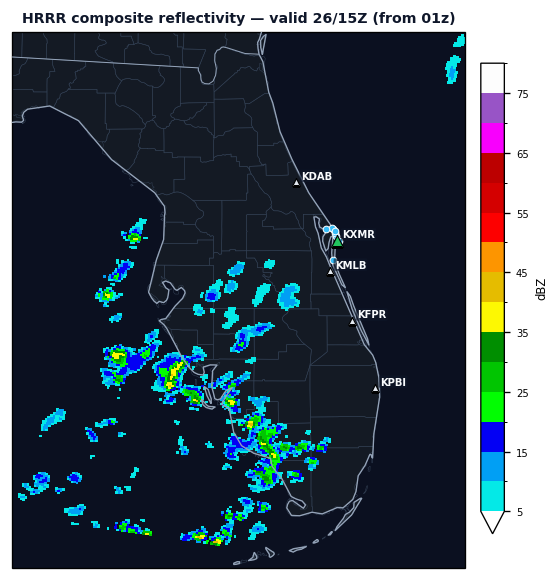 HRRR composite reflectivity — valid 26/15Z (from 01z)
KDAB
KXMR
KMLB
KFPR
KPBI
75
65
55
45
35
25
15
5
dBZ